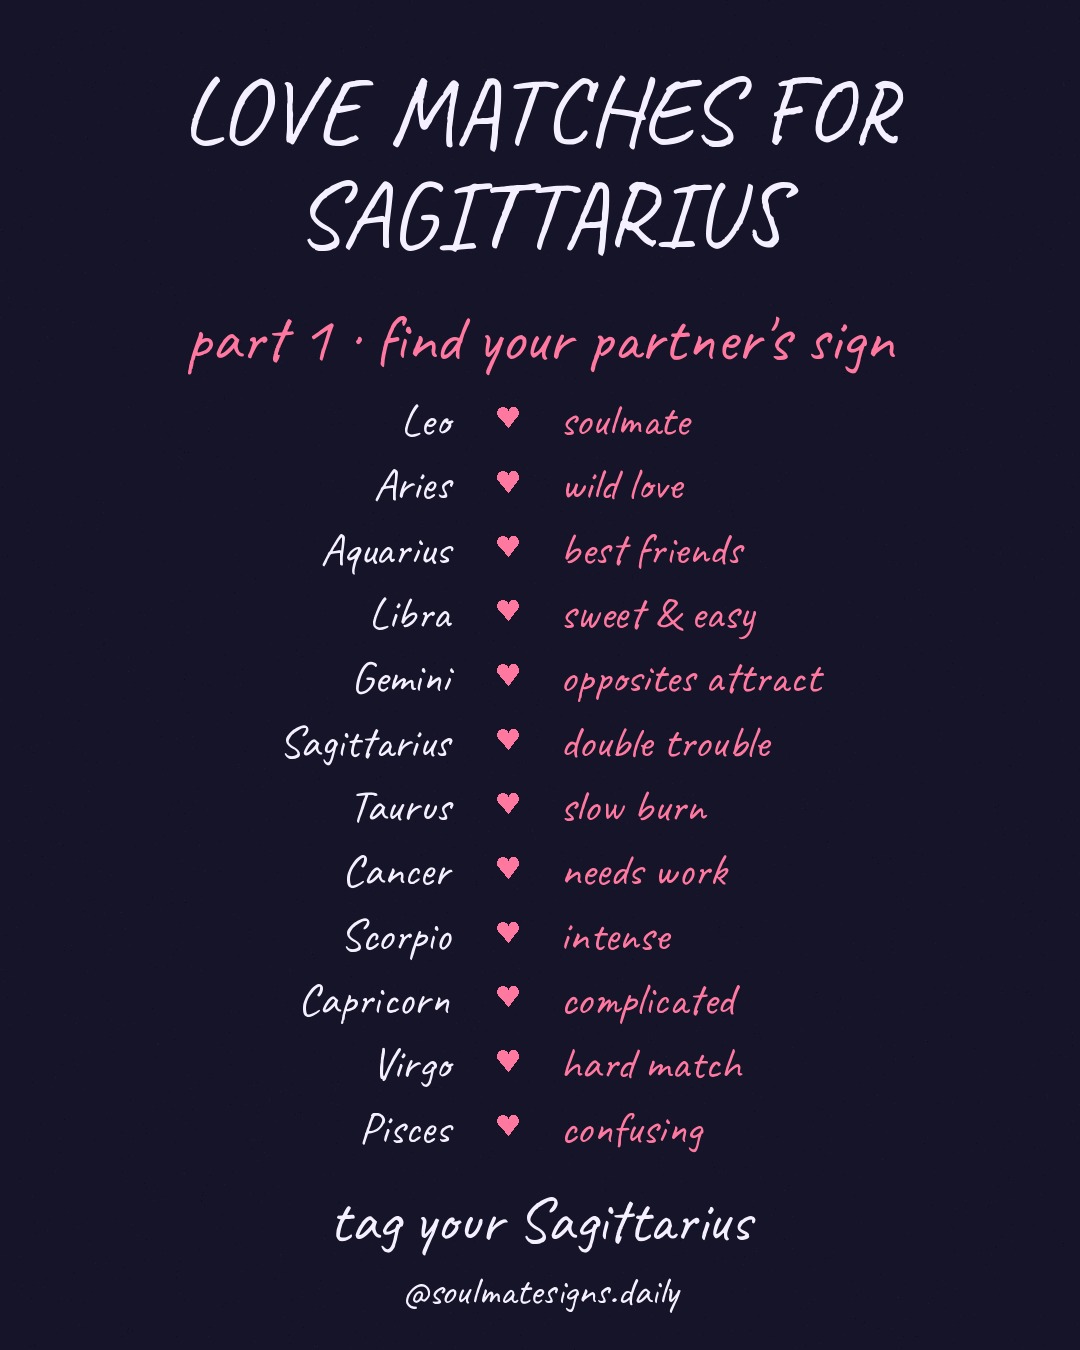 LOVE MATCHES FOR
SAGITTARIUS
part 1 · find your partner's sign
Leo ♥ soulmate
Aries ♥ wild love
Aquarius ♥ best friends
Libra ♥ sweet & easy
Gemini ♥ opposites attract
Sagittarius ♥ double trouble
Taurus ♥ slow burn
Cancer ♥ needs work
Scorpio ♥ intense
Capricorn ♥ complicated
Virgo ♥ hard match
Pisces ♥ confusing
tag your Sagittarius
@soulmatesigns.daily